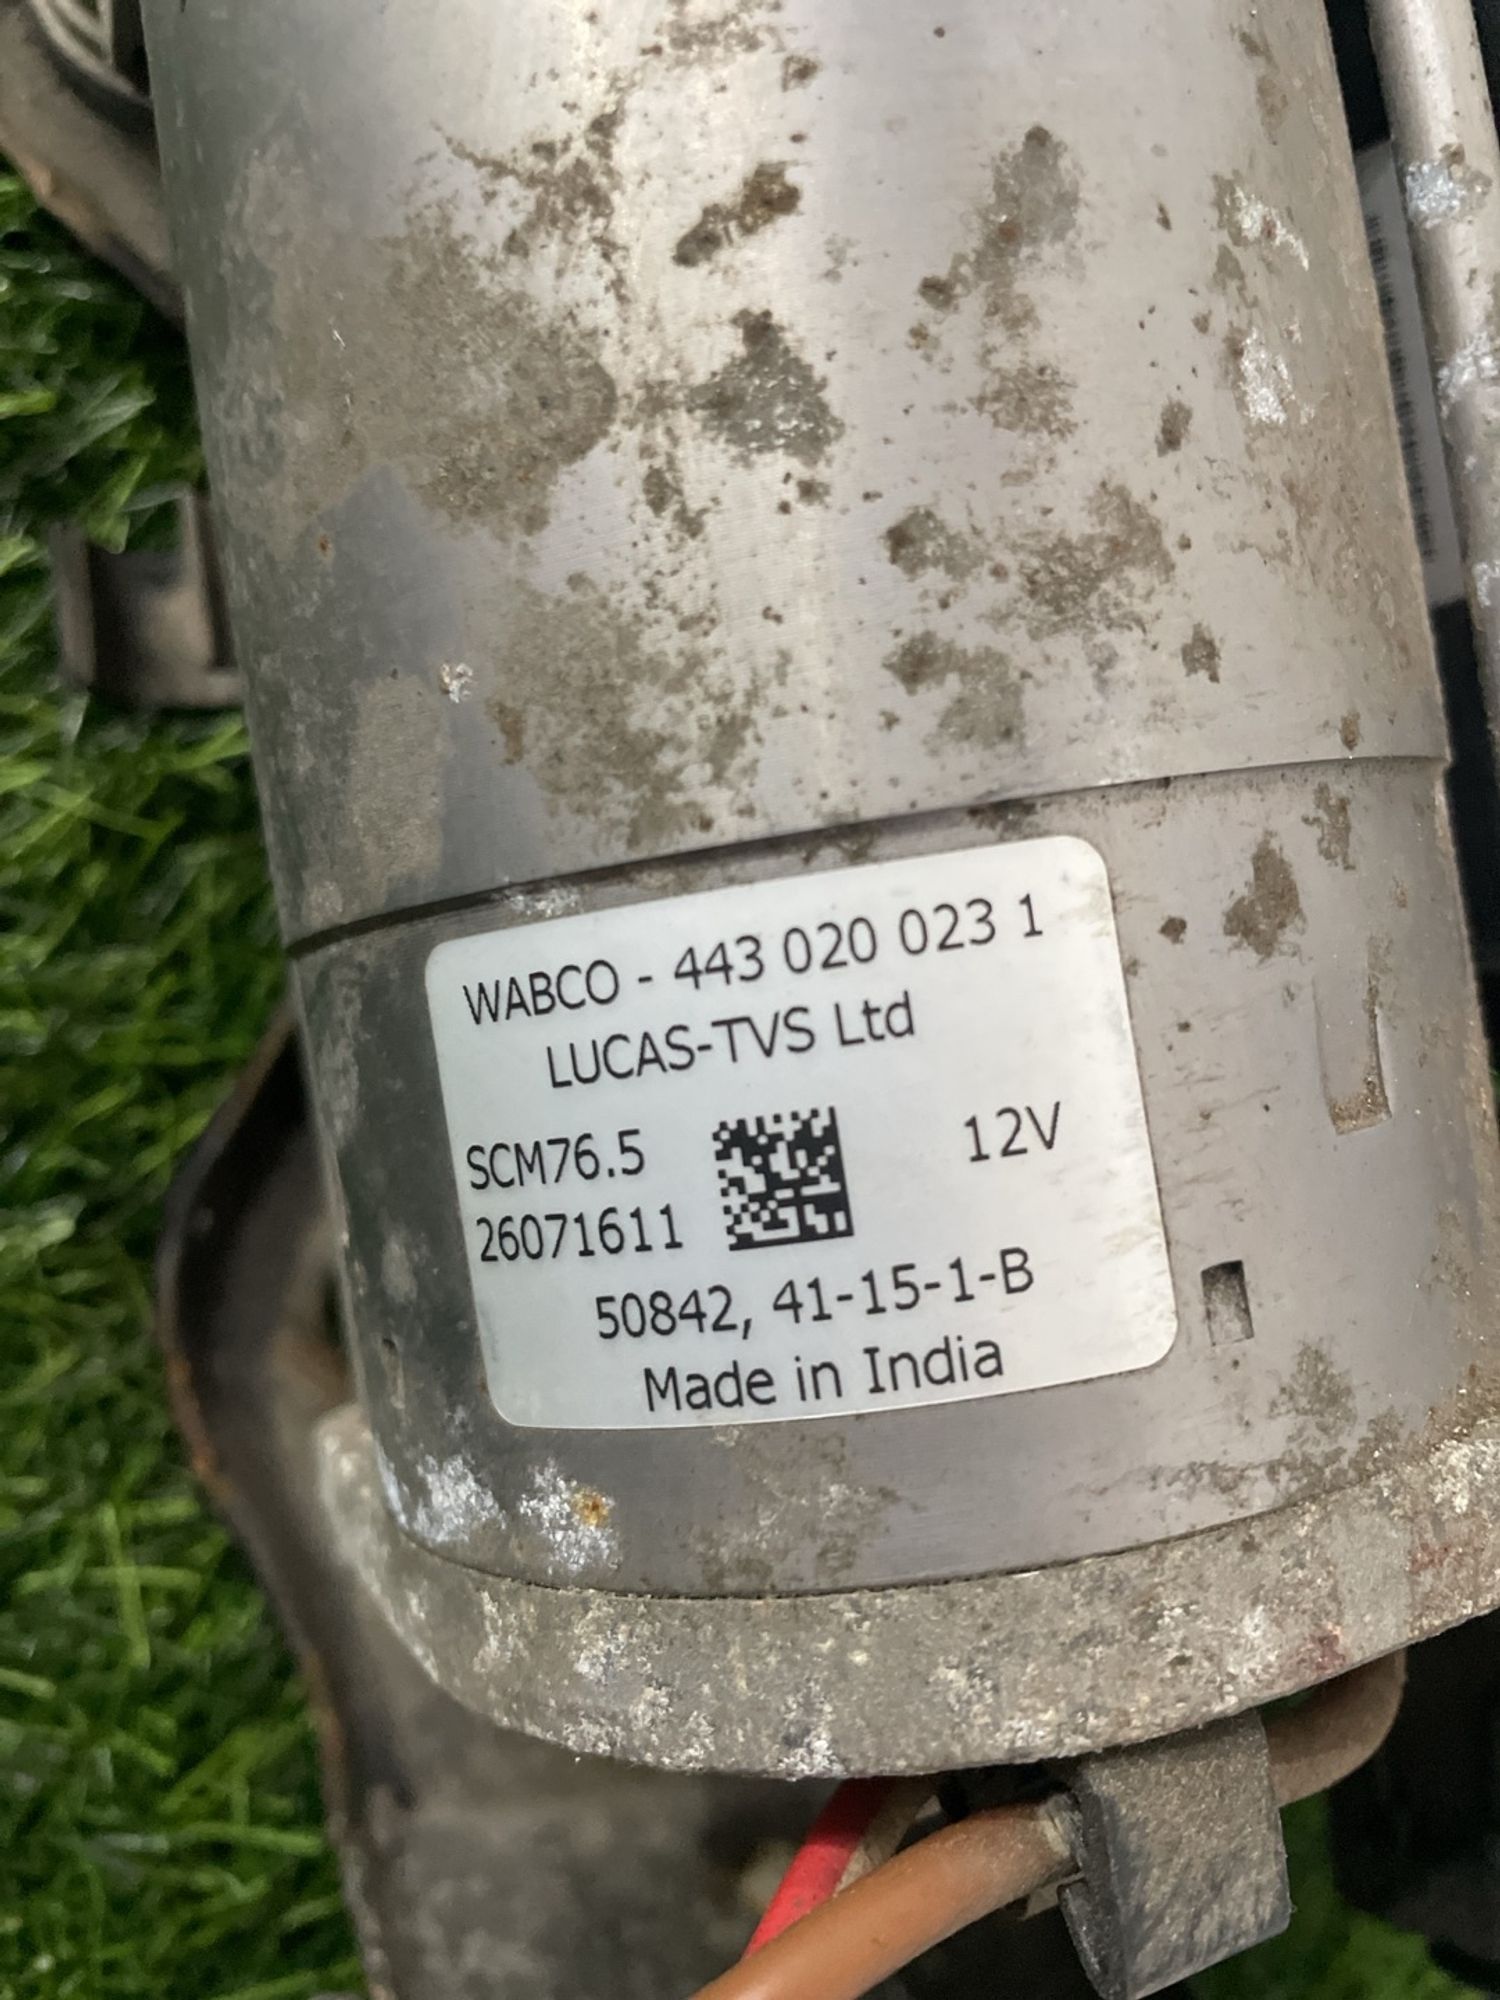 WABCO - 443 020 023 1
LUCAS-TVS Ltd
SCM76.5
12V
26071611
50842, 41-15-1-B
Made in India